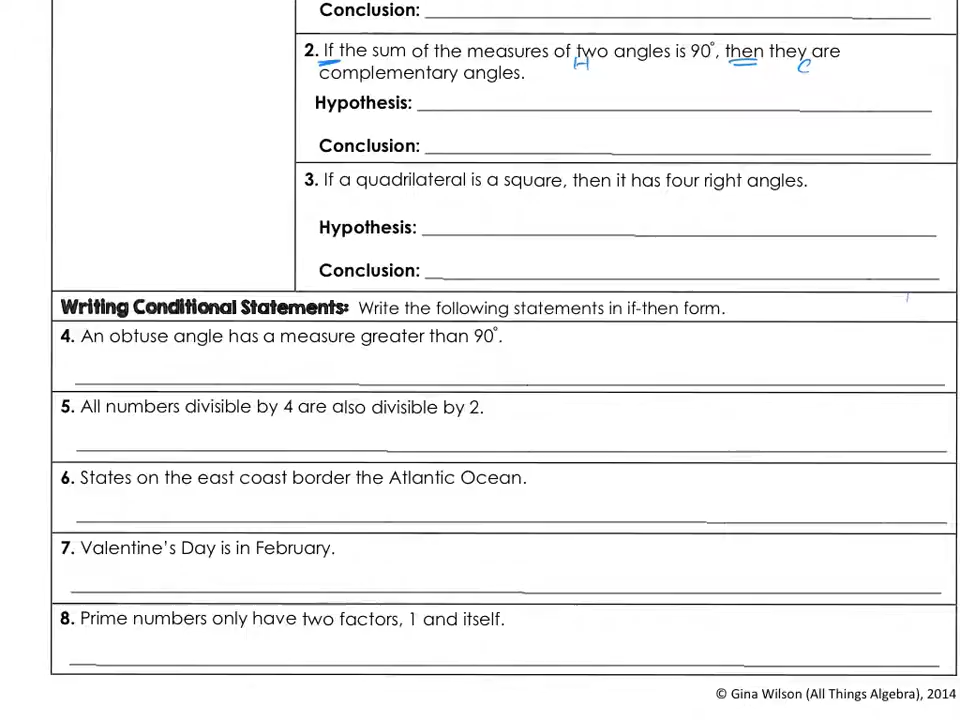 Conclusion:
2. If the sum of the measures of two angles is 90°, then they are
H C
complementary angles.
Hypothesis:
Conclusion:
3. If a quadrilateral is a square, then it has four right angles.
Hypothesis:
Conclusion:
Writing Conditional Statements: Write the following statements in if-then form.
4. An obtuse angle has a measure greater than 90°.
5. All numbers divisible by 4 are also divisible by 2.
6. States on the east coast border the Atlantic Ocean.
7. Valentine's Day is in February.
8. Prime numbers only have two factors, 1 and itself.
© Gina Wilson (All Things Algebra), 2014